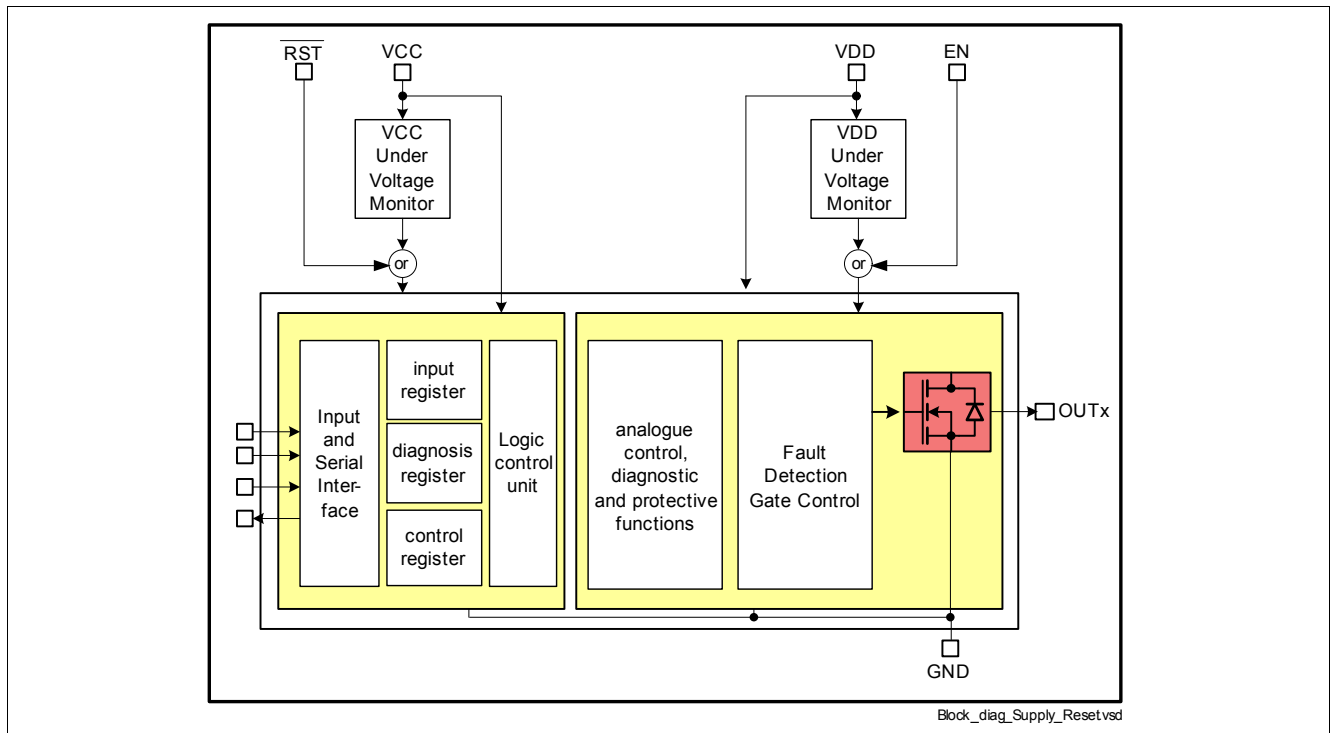 RST
VCC
VDD
EN
VCC
Under
Voltage
Monitor
VDD
Under
Voltage
Monitor
or
or
Input
and
Serial
Inter-
face
input
register
diagnosis
register
control
register
Logic
control
unit
analogue
control,
diagnostic
and protective
functions
Fault
Detection
Gate Control
OUTx
GND
Block_diag_Supply_Reset.vsd